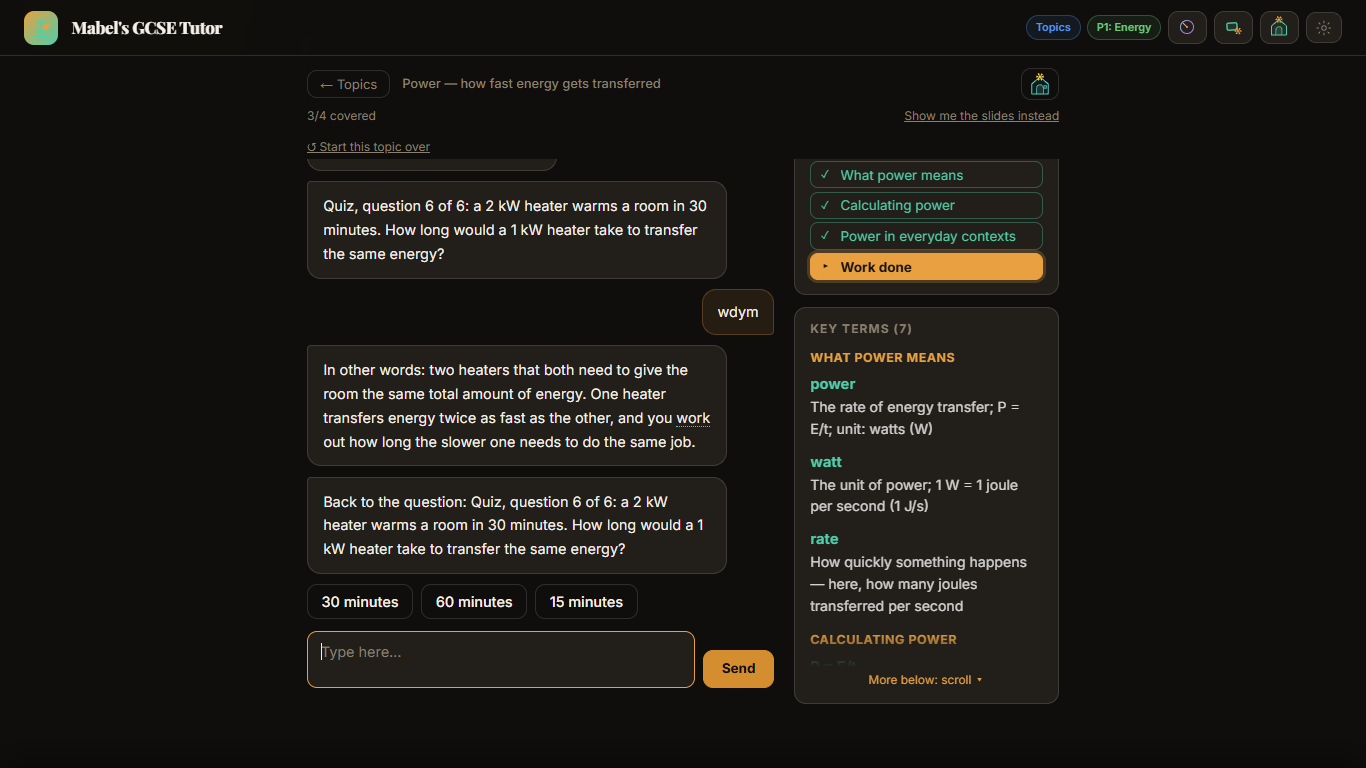 Mabel's GCSE Tutor
Topics
P1: Energy
← Topics
Power — how fast energy gets transferred
3/4 covered
Show me the slides instead
↺ Start this topic over
Quiz, question 6 of 6: a 2 kW heater warms a room in 30
minutes. How long would a 1 kW heater take to transfer
the same energy?
wdym
In other words: two heaters that both need to give the
room the same total amount of energy. One heater
transfers energy twice as fast as the other, and you work
out how long the slower one needs to do the same job.
Back to the question: Quiz, question 6 of 6: a 2 kW
heater warms a room in 30 minutes. How long would a 1
kW heater take to transfer the same energy?
30 minutes
60 minutes
15 minutes
Type here...
Send
✓ What power means
✓ Calculating power
✓ Power in everyday contexts
▸ Work done
KEY TERMS (7)
WHAT POWER MEANS
power
The rate of energy transfer; P =
E/t; unit: watts (W)
watt
The unit of power; 1 W = 1 joule
per second (1 J/s)
rate
How quickly something happens
— here, how many joules
transferred per second
CALCULATING POWER
More below: scroll ▾